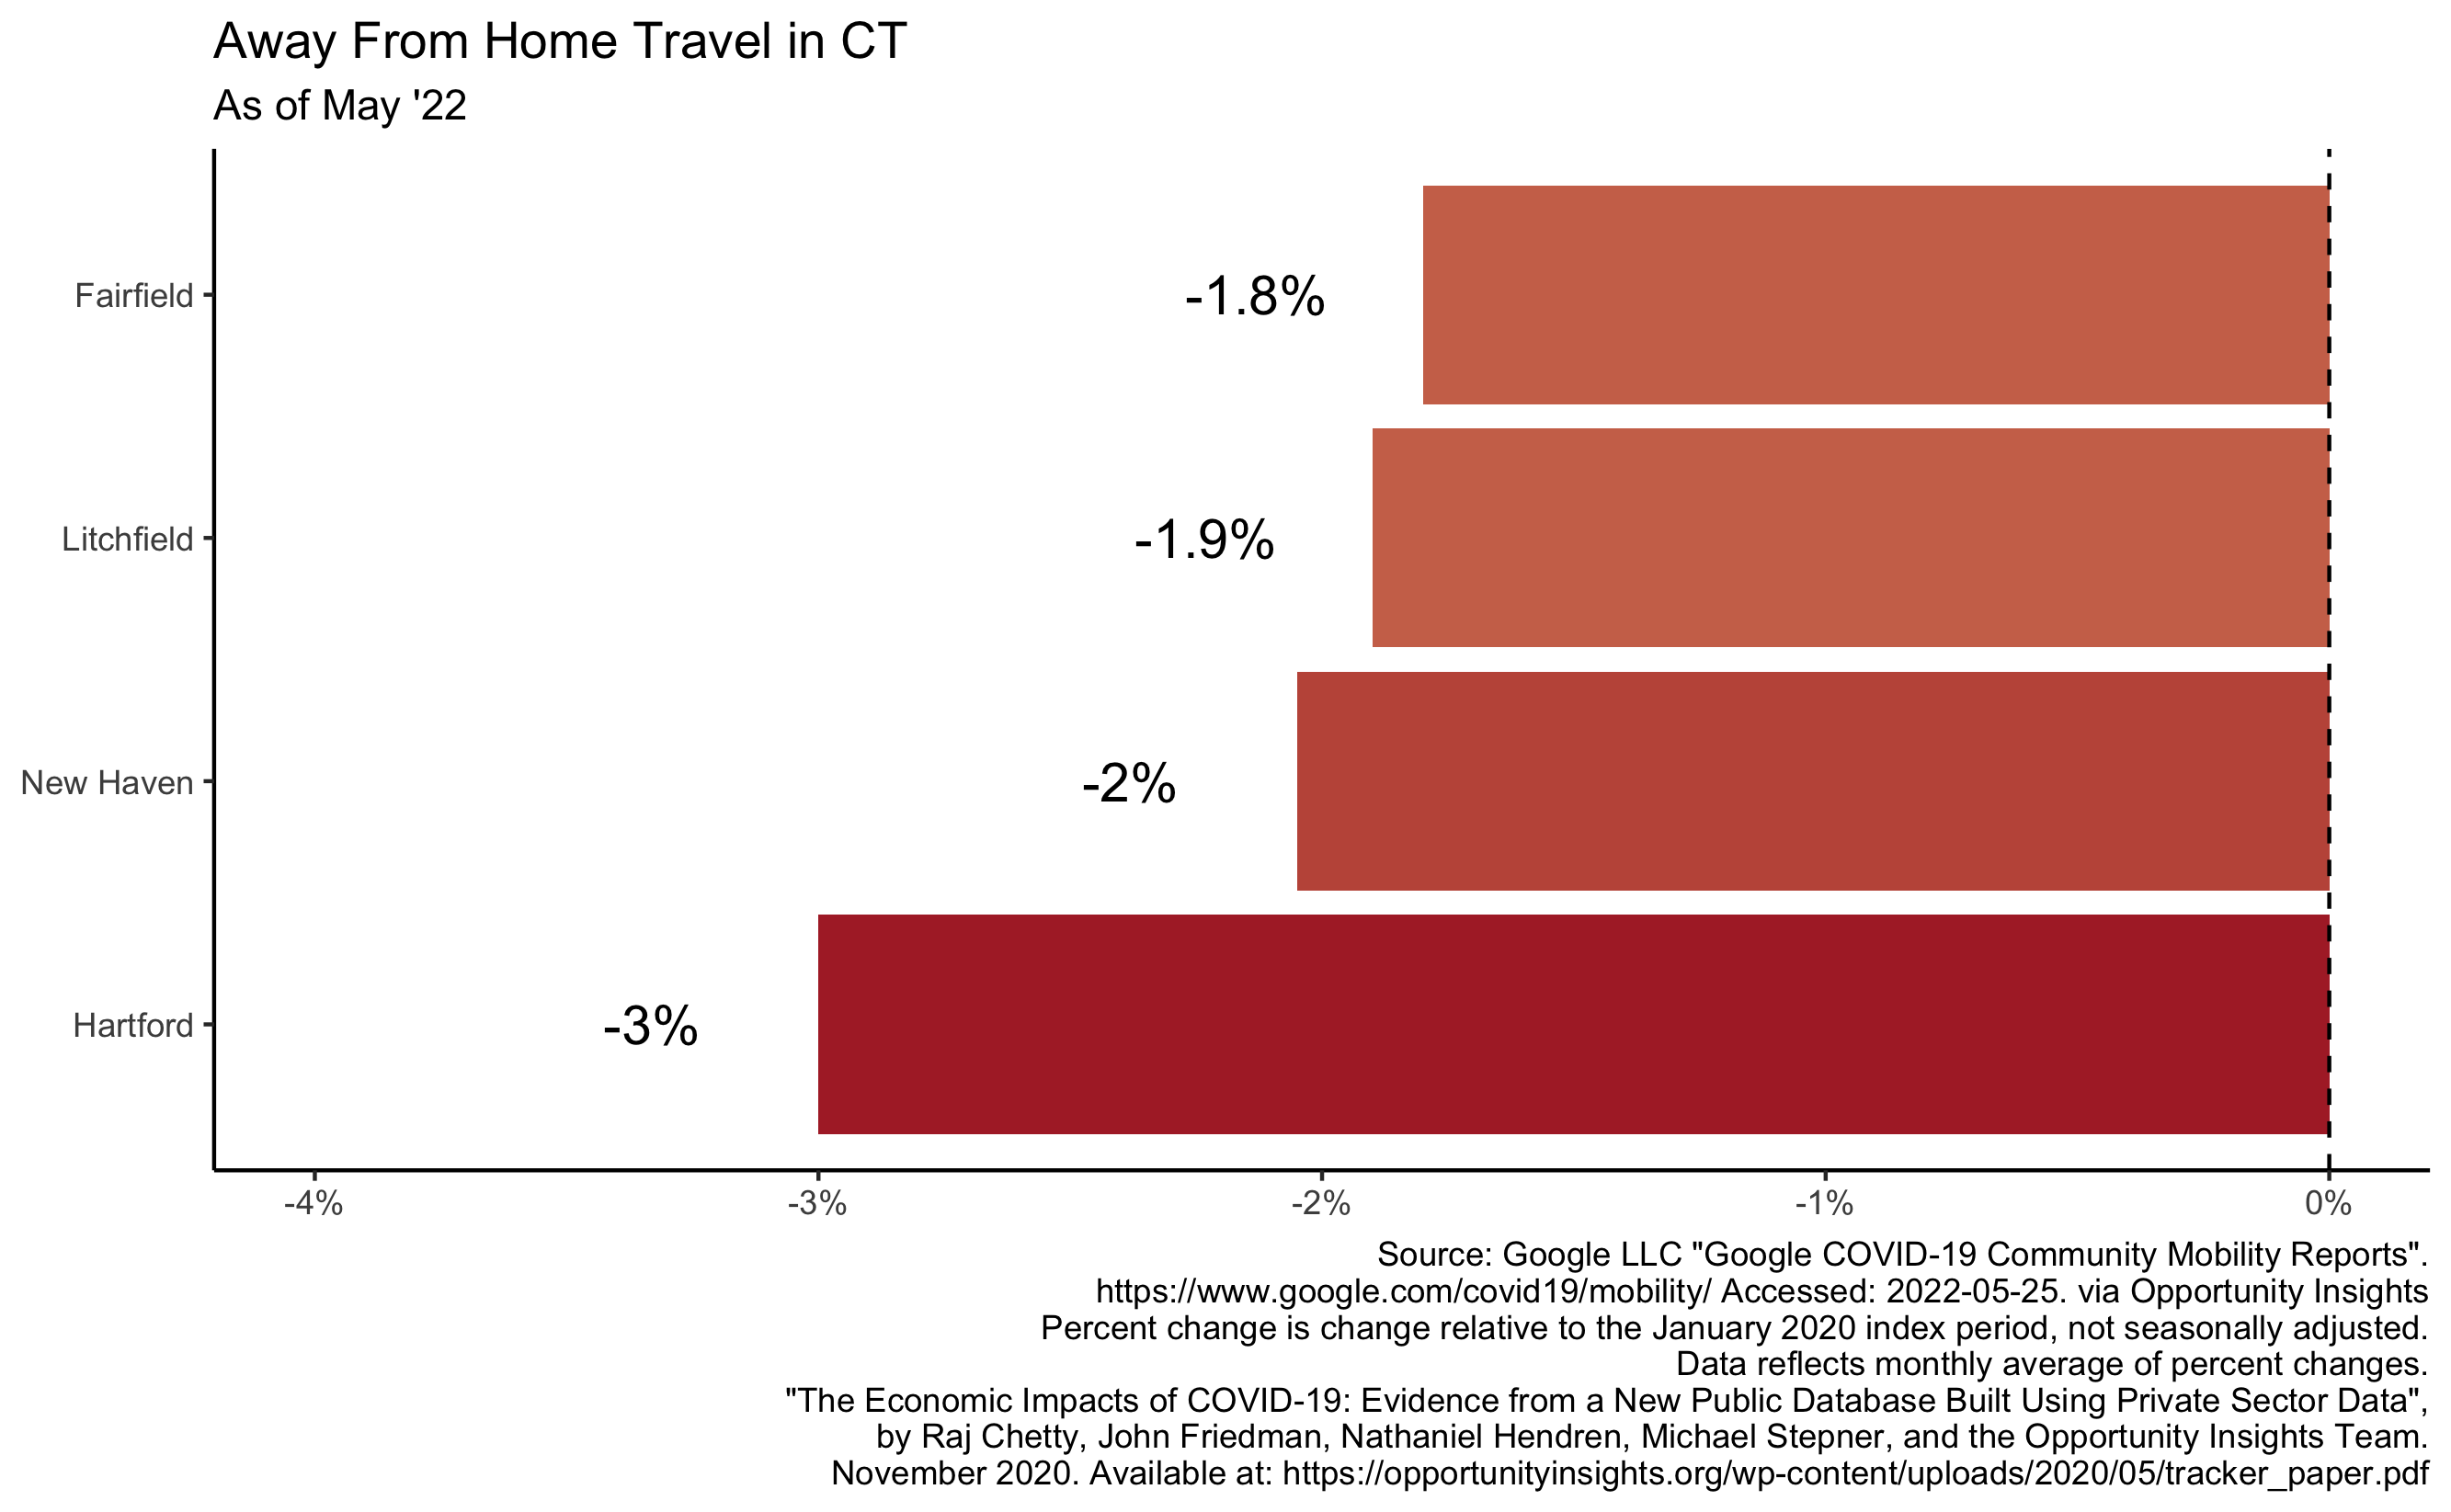 Away From Home Travel in CT
As of May '22
Fairfield
-1.8%
Litchfield
-1.9%
New Haven
-2%
Hartford
-3%
-4%
-3%
-2%
-1%
0%
Source: Google LLC "Google COVID-19 Community Mobility Reports".
https://www.google.com/covid19/mobility/ Accessed: 2022-05-25. via Opportunity Insights
Percent change is change relative to the January 2020 index period, not seasonally adjusted.
Data reflects monthly average of percent changes.
"The Economic Impacts of COVID-19: Evidence from a New Public Database Built Using Private Sector Data",
by Raj Chetty, John Friedman, Nathaniel Hendren, Michael Stepner, and the Opportunity Insights Team.
November 2020. Available at: https://opportunityinsights.org/wp-content/uploads/2020/05/tracker_paper.pdf